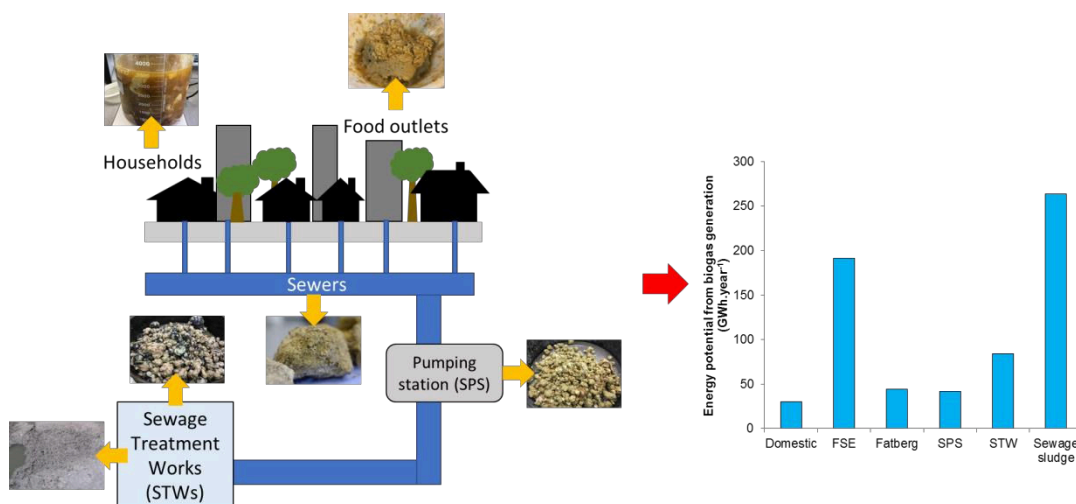 Food outlets
Households
Sewers
Pumping
station (SPS)
Sewage
Treatment
Works
(STWs)
Energy potential from biogas generation
(GWh.year⁻¹)
300
250
200
150
100
50
0
Domestic
FSE
Fatberg
SPS
STW
Sewage
sludge